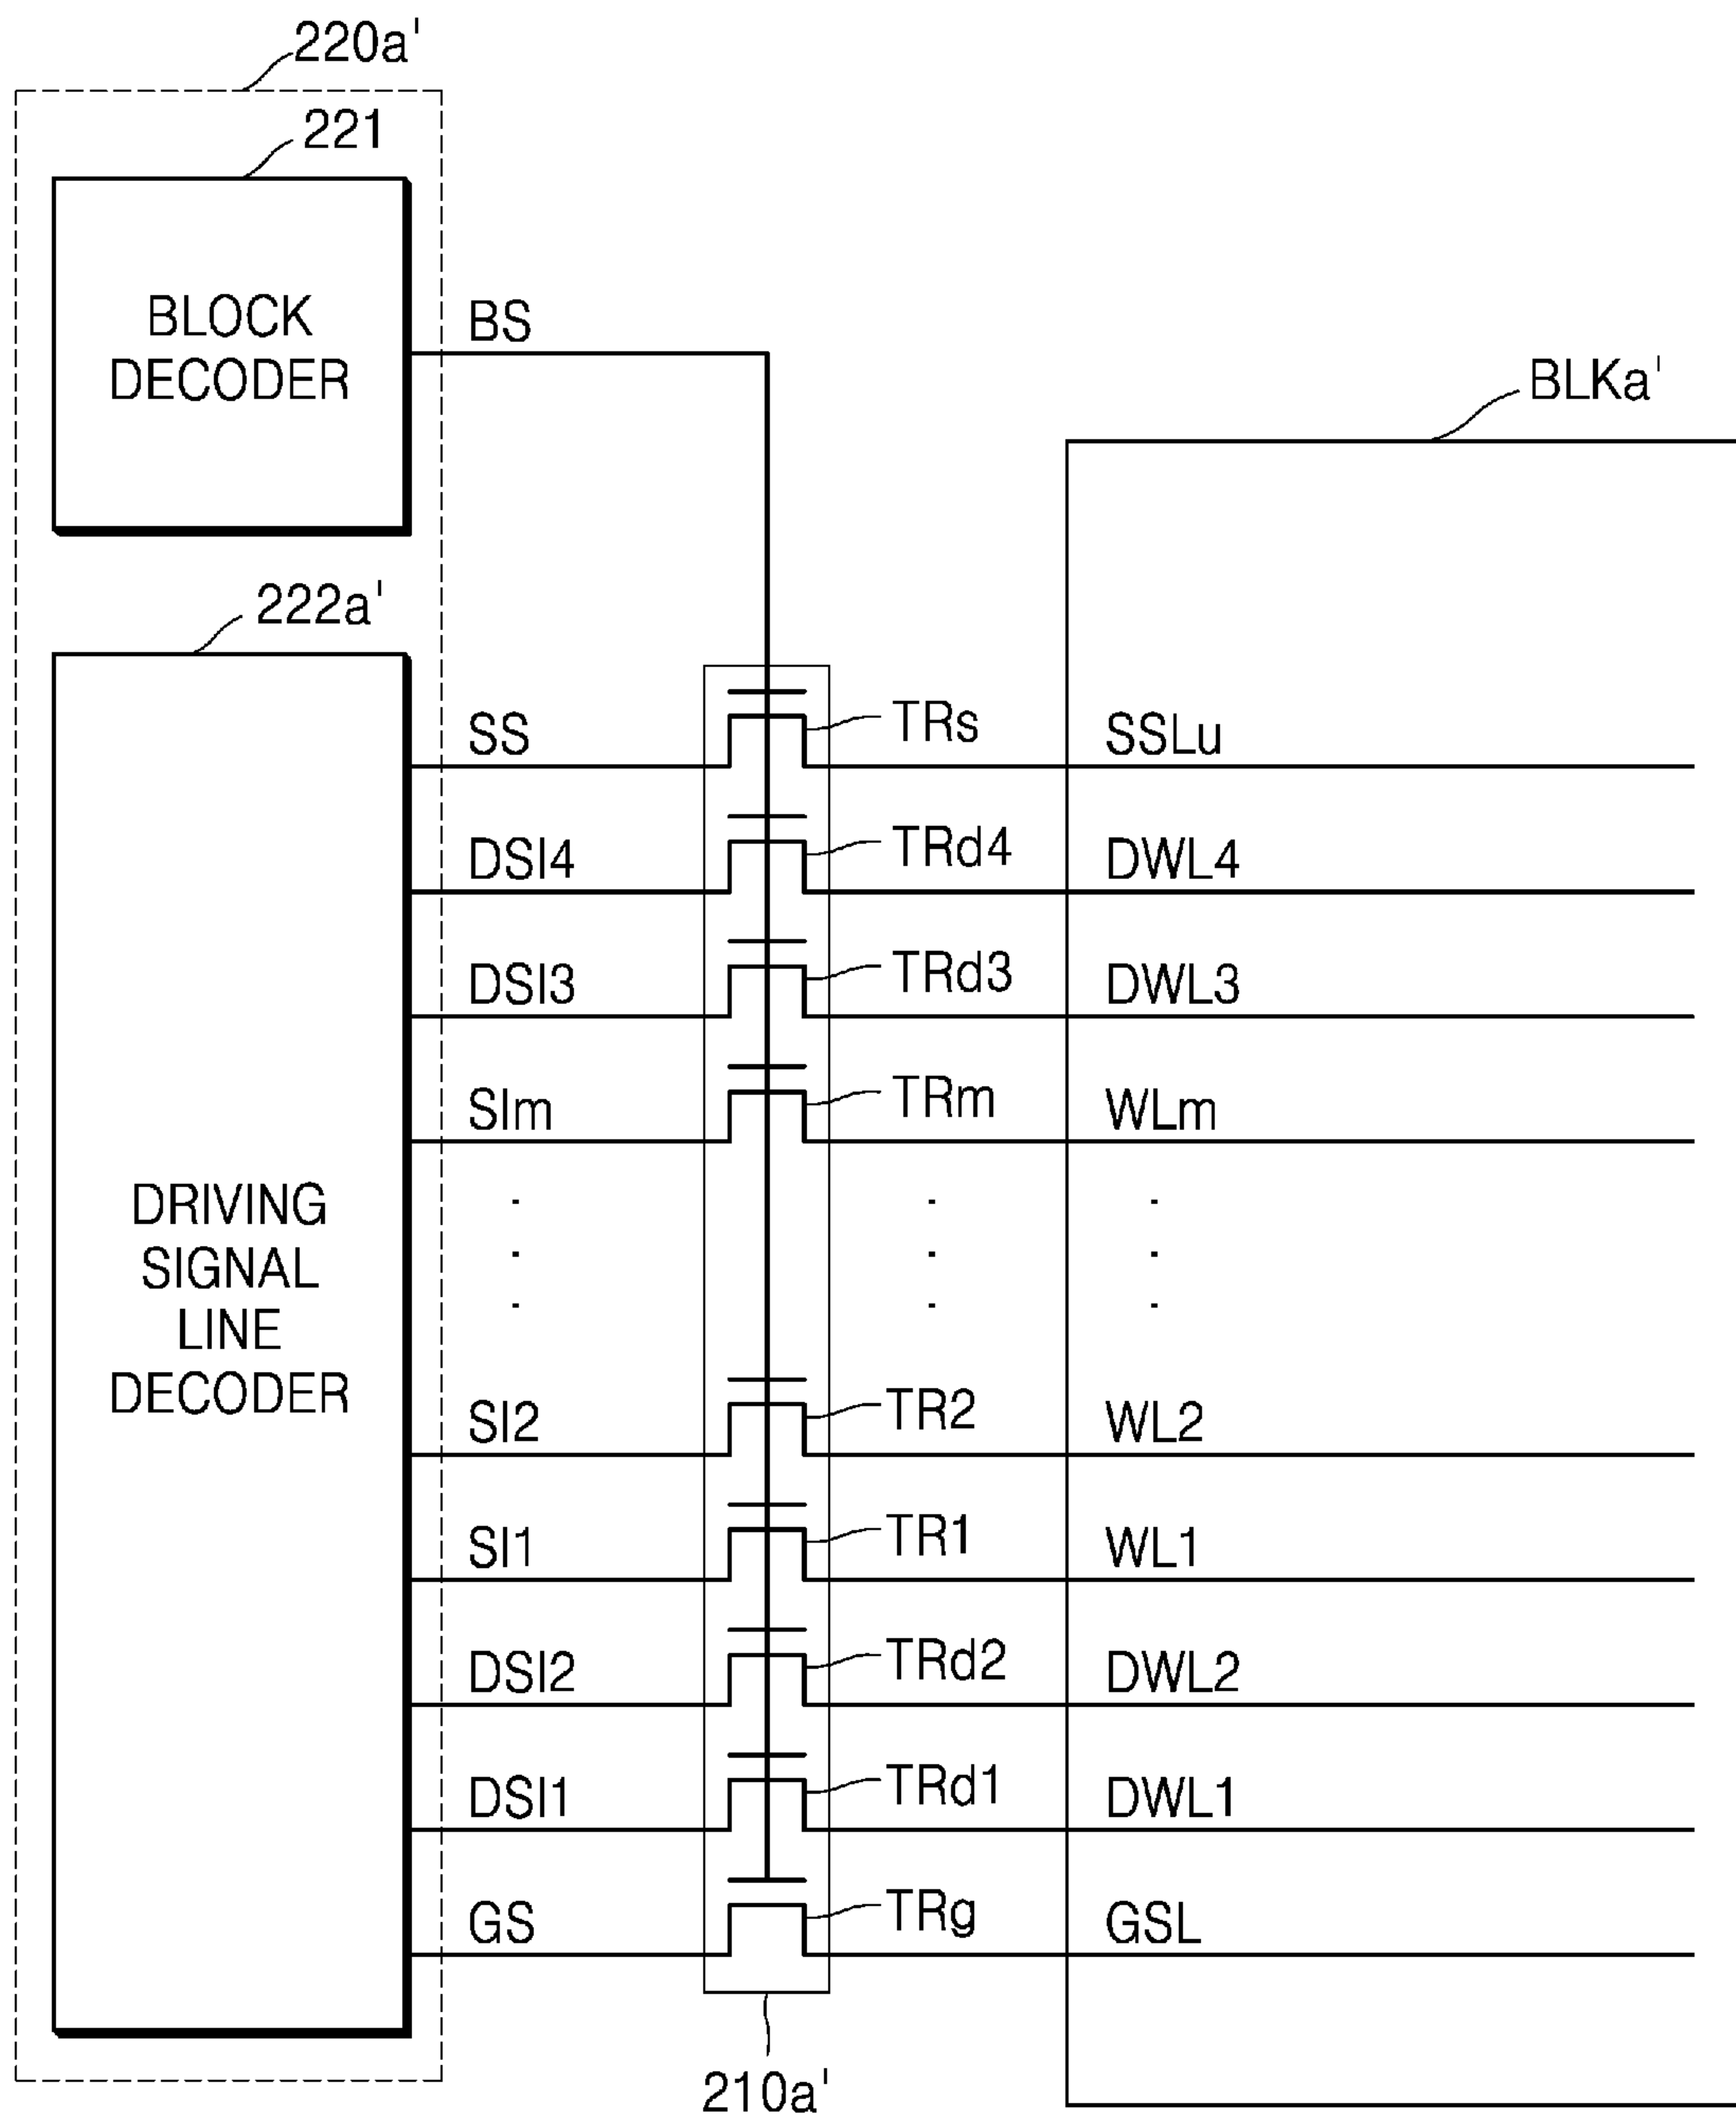 220a'
221
BLOCK
DECODER
BS
BLKa'
222a'
SS TRs SSLu
DSI4 TRd4 DWL4
DSI3 TRd3 DWL3
SIm TRm WLm
DRIVING
SIGNAL
LINE
DECODER
SI2 TR2 WL2
SI1 TR1 WL1
DSI2 TRd2 DWL2
DSI1 TRd1 DWL1
GS TRg GSL
210a'